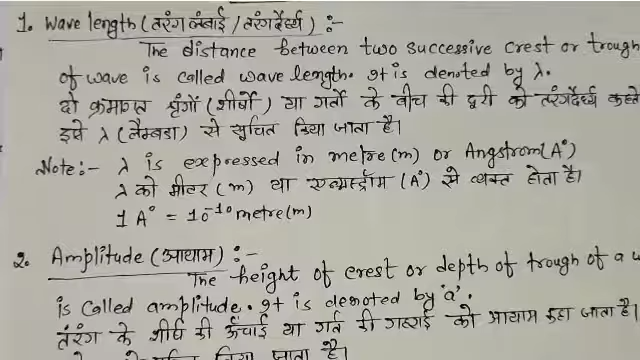 1. Wave length (तरंग लंबाई / तरंगदैर्ध्य) :-
The distance between two successive crest or trough
of wave is called wave length. It is denoted by λ.
दो क्रमागत शृंगों (शीर्षों) या गर्तों के बीच की दूरी को तरंगदैर्ध्य कहते
इसे λ (लैम्बडा) से सूचित किया जाता है।
Note:- λ is expressed in metre (m) or Angstrom (A°)
λ को मीटर (m) या एन्गस्ट्रॉम (A°) से व्यक्त होता है।
1 A° = 10⁻¹⁰ metre (m)
2. Amplitude (आयाम) :-
The height of crest or depth of trough of a
is called amplitude. It is denoted by 'a'.
तरंग के शीर्ष की ऊँचाई या गर्त की गहराई को आयाम कहा जाता है।
सूचित किया जाता है।